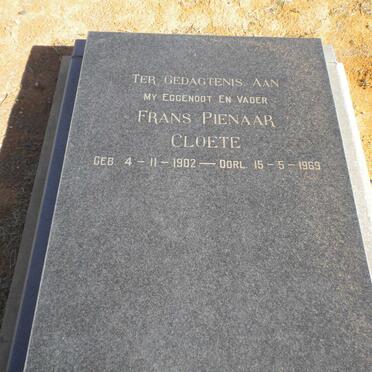 TER GEDAGTENIS AAN
MY EGGENOOT EN VADER
FRANS PIENAAR
CLOETE
GEB. 4-11-1902 — OORL. 15-5-1969